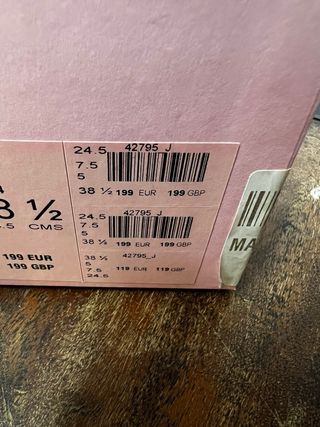 8 ½
.5 CMS
199 EUR
199 GBP
24.5 42795 J
7.5
5
38 ½ 199 EUR 199 GBP
24.5 42795 J
7.5
5
38 ½ 199 EUR 199 GBP
38 ½ 42795_J
5
7.5 119 EUR 119 GBP
24.5
MA